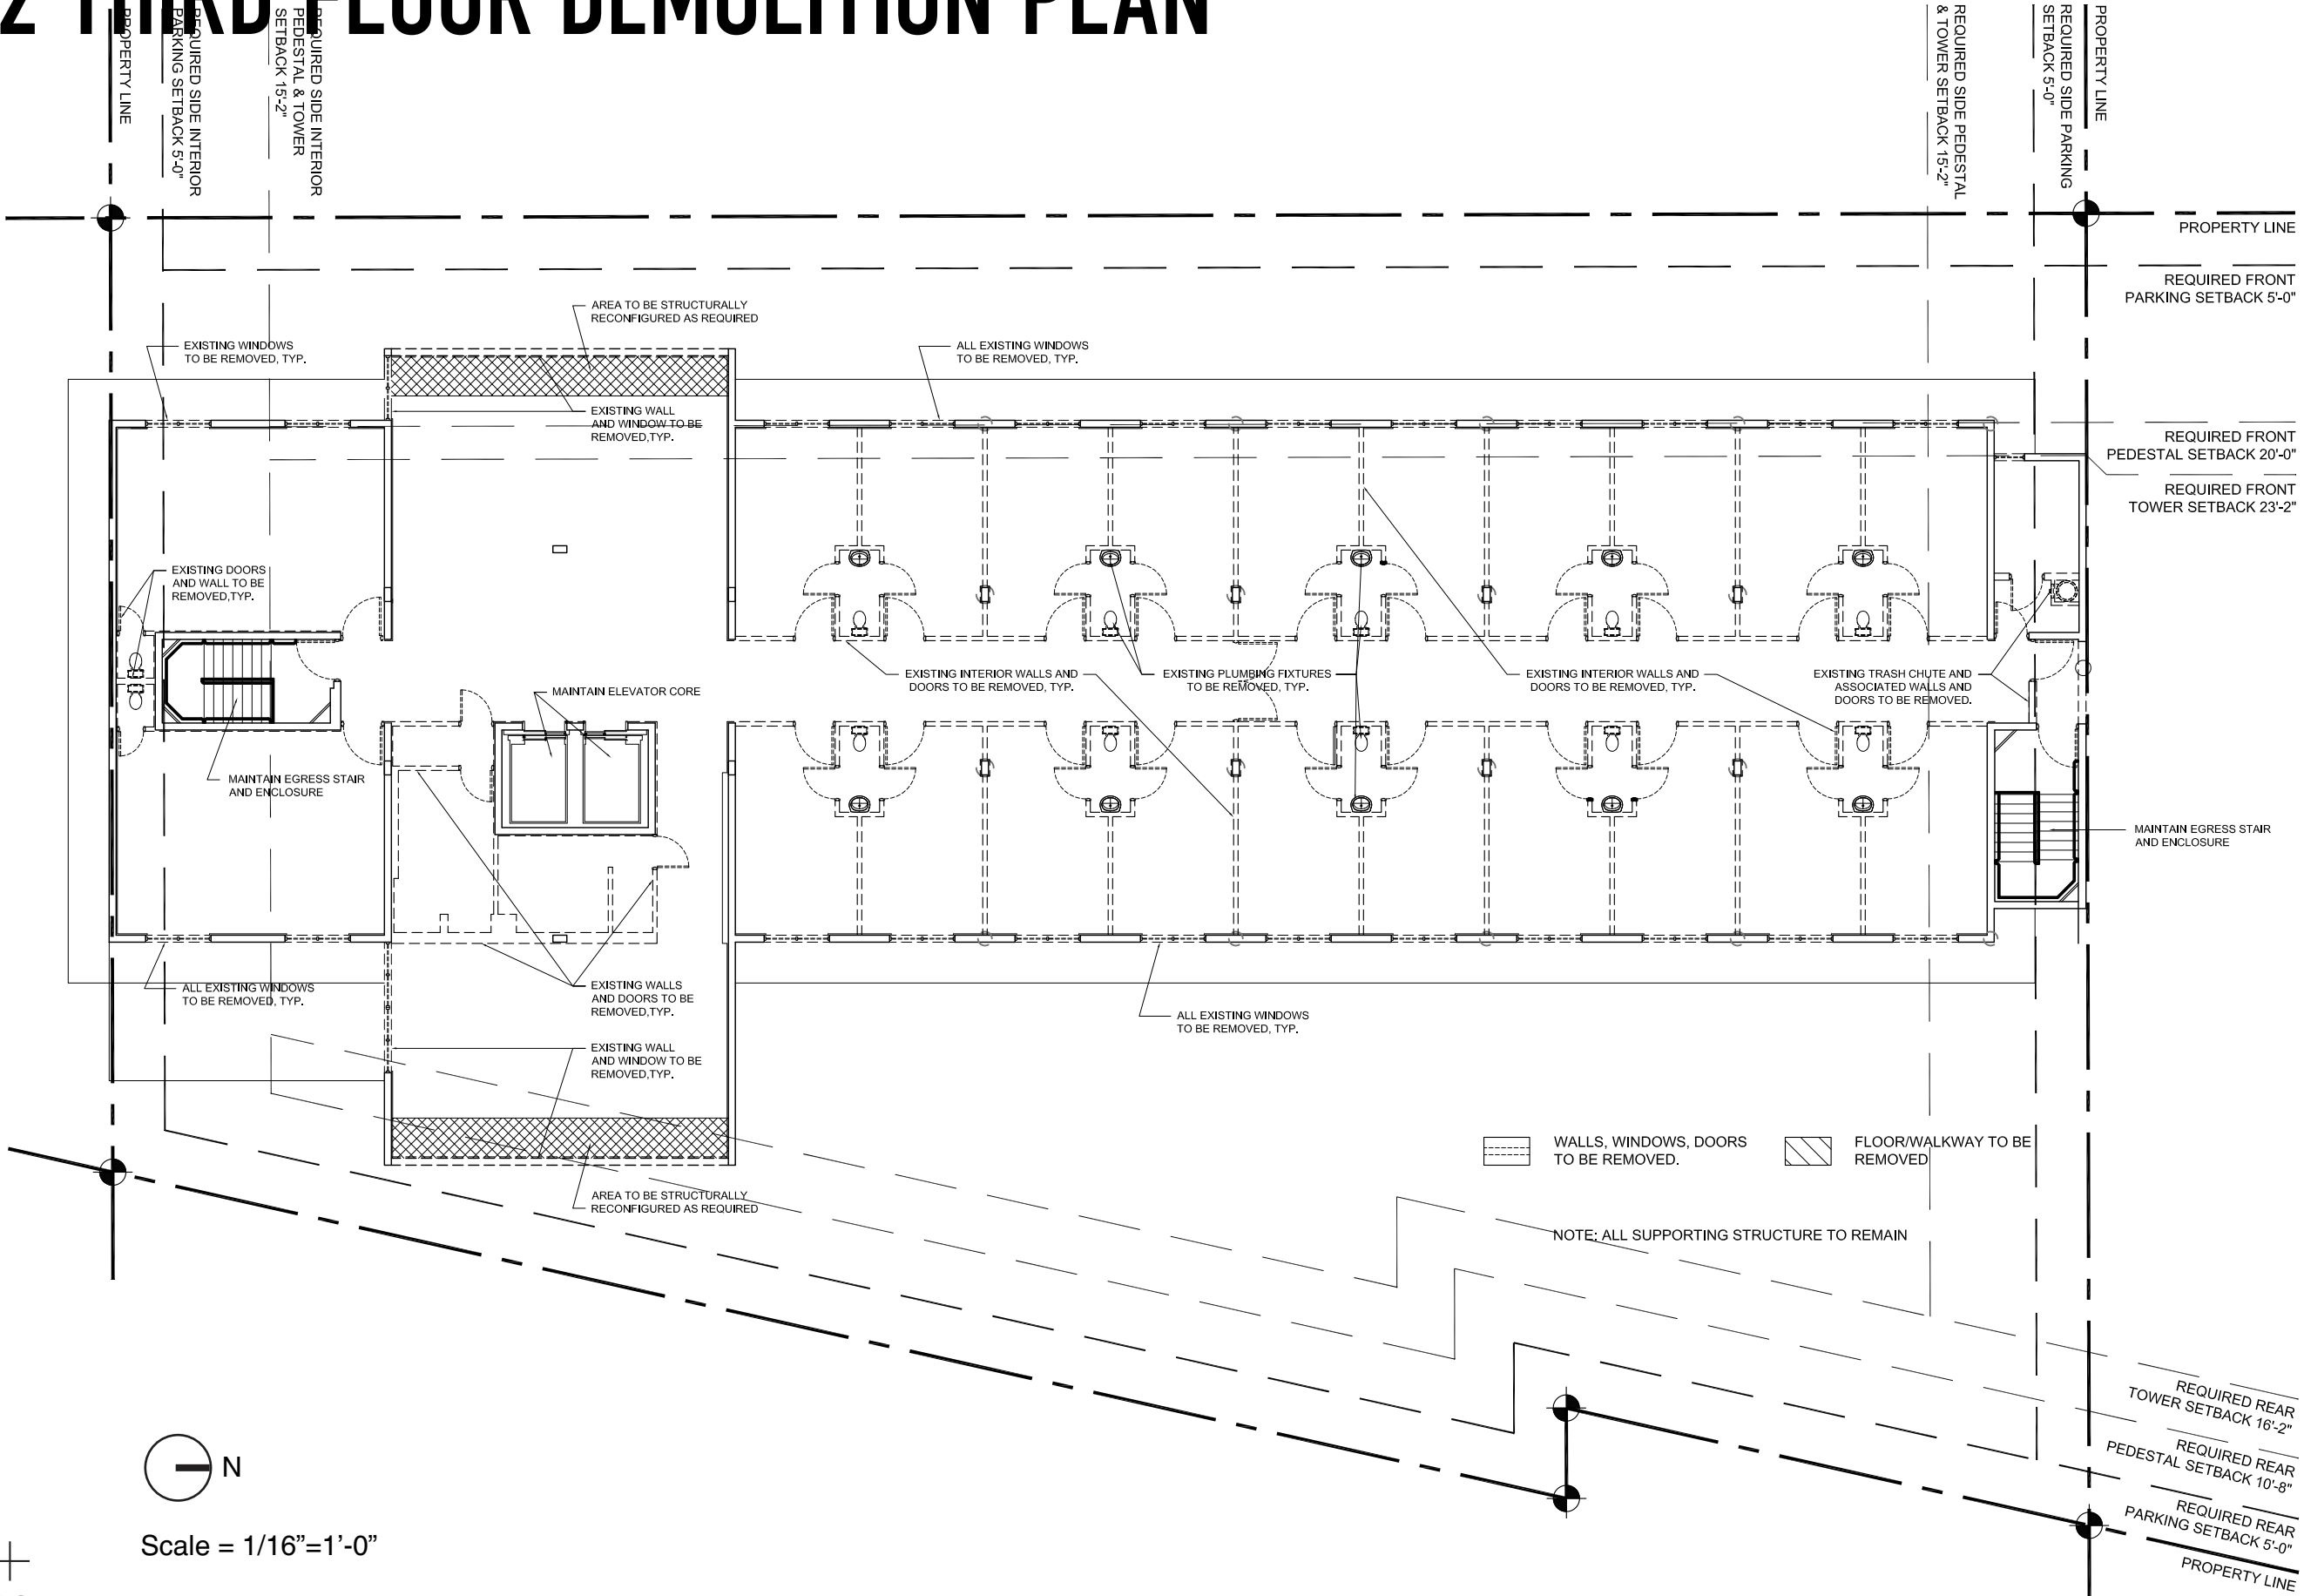 2 THIRD FLOOR DEMOLITION PLAN
PROPERTY LINE
REQUIRED SIDE INTERIOR
PARKING SETBACK 5'-0"
REQUIRED SIDE INTERIOR
PEDESTAL & TOWER
SETBACK 15'-2"
REQUIRED SIDE PEDESTAL
& TOWER SETBACK 15'-2"
REQUIRED SIDE PARKING
SETBACK 5'-0"
PROPERTY LINE
PROPERTY LINE
REQUIRED FRONT
PARKING SETBACK 5'-0"
AREA TO BE STRUCTURALLY
RECONFIGURED AS REQUIRED
EXISTING WINDOWS
TO BE REMOVED, TYP.
ALL EXISTING WINDOWS
TO BE REMOVED, TYP.
EXISTING WALL
AND WINDOW TO BE
REMOVED,TYP.
REQUIRED FRONT
PEDESTAL SETBACK 20'-0"
REQUIRED FRONT
TOWER SETBACK 23'-2"
EXISTING DOORS
AND WALL TO BE
REMOVED,TYP.
EXISTING INTERIOR WALLS AND
DOORS TO BE REMOVED, TYP.
EXISTING PLUMBING FIXTURES
TO BE REMOVED, TYP.
EXISTING INTERIOR WALLS AND
DOORS TO BE REMOVED, TYP.
EXISTING TRASH CHUTE AND
ASSOCIATED WALLS AND
DOORS TO BE REMOVED.
MAINTAIN ELEVATOR CORE
MAINTAIN EGRESS STAIR
AND ENCLOSURE
MAINTAIN EGRESS STAIR
AND ENCLOSURE
ALL EXISTING WINDOWS
TO BE REMOVED, TYP.
EXISTING WALLS
AND DOORS TO BE
REMOVED,TYP.
ALL EXISTING WINDOWS
TO BE REMOVED, TYP.
EXISTING WALL
AND WINDOW TO BE
REMOVED,TYP.
WALLS, WINDOWS, DOORS
TO BE REMOVED.
FLOOR/WALKWAY TO BE
REMOVED
AREA TO BE STRUCTURALLY
RECONFIGURED AS REQUIRED
NOTE: ALL SUPPORTING STRUCTURE TO REMAIN
REQUIRED REAR
TOWER SETBACK 16'-2"
REQUIRED REAR
PEDESTAL SETBACK 10'-8"
REQUIRED REAR
PARKING SETBACK 5'-0"
PROPERTY LINE
N
Scale = 1/16”=1’-0”